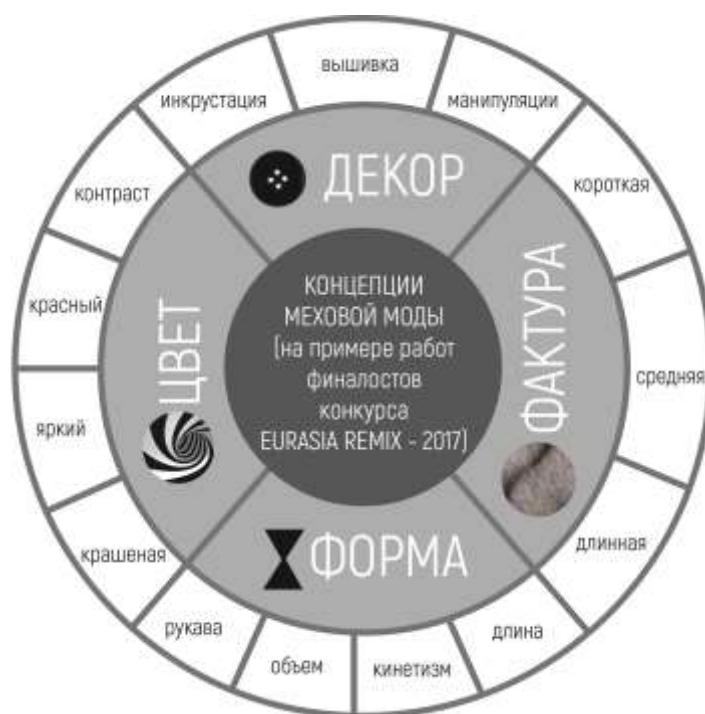 вышивка
инкрустация
манипуляции
контраст
короткая
ДЕКОР
красный
КОНЦЕПЦИИ
МЕХОВОЙ МОДЫ
(на примере работ
финалостов
конкурса
EURASIA REMIX - 2017)
ЦВЕТ
ФАКТУРА
средняя
яркий
крашеная
ФОРМА
длинная
рукава
объем
кинетизм
длина